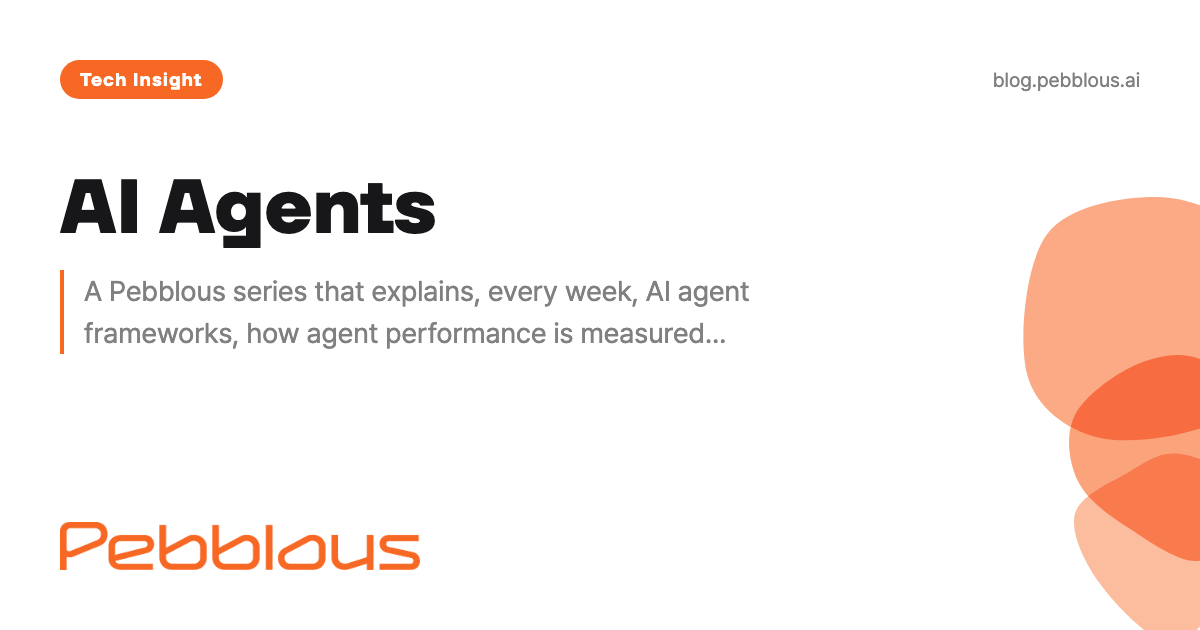 Tech Insight
blog.pebblous.ai
AI Agents
A Pebblous series that explains, every week, AI agent
frameworks, how agent performance is measured...
Pebblous